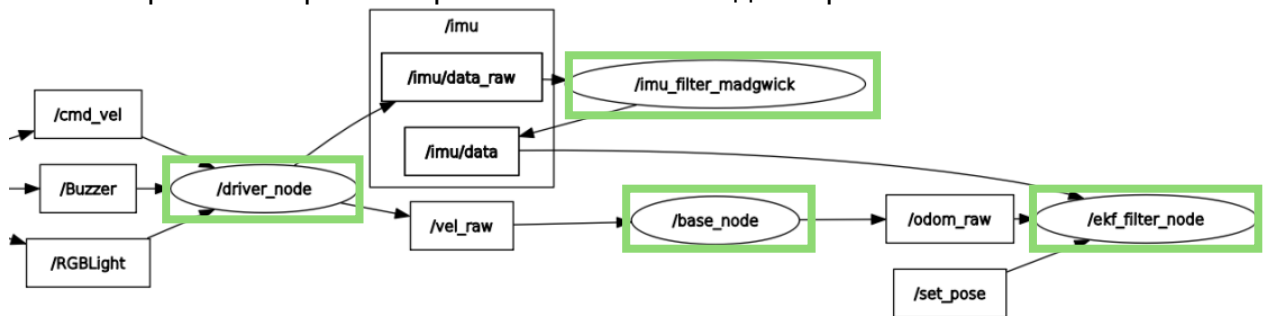 /imu
/imu/data_raw
/imu_filter_madgwick
/cmd_vel
/imu/data
/Buzzer
/driver_node
/vel_raw
/base_node
/odom_raw
/ekf_filter_node
/RGBLight
/set_pose